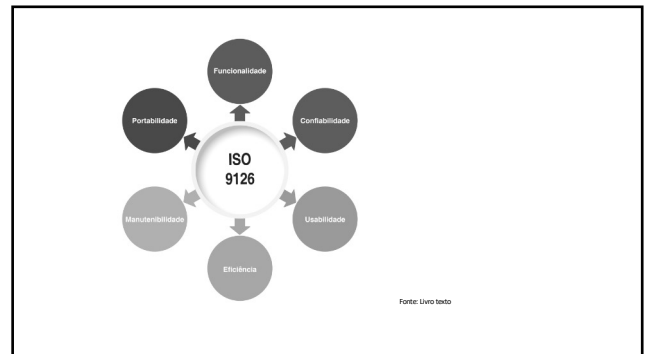 Funcionalidade
Portabilidade
Confiabilidade
ISO
9126
Manutenibilidade
Usabilidade
Eficiência
Fonte: Livro texto